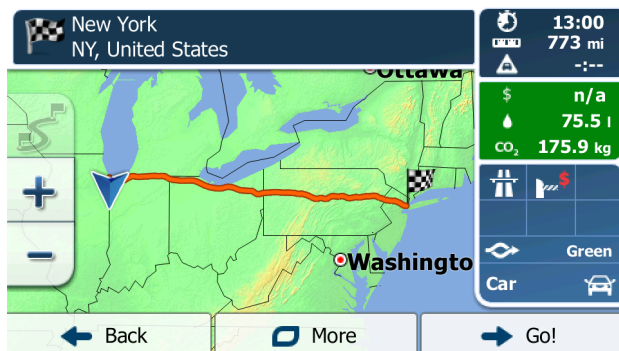 New York
NY, United States
13:00
773 mi
-:--
Ottawa
$ n/a
75.5 l
CO₂ 175.9 kg
$
Green
Washingto
Car
Back
More
Go!